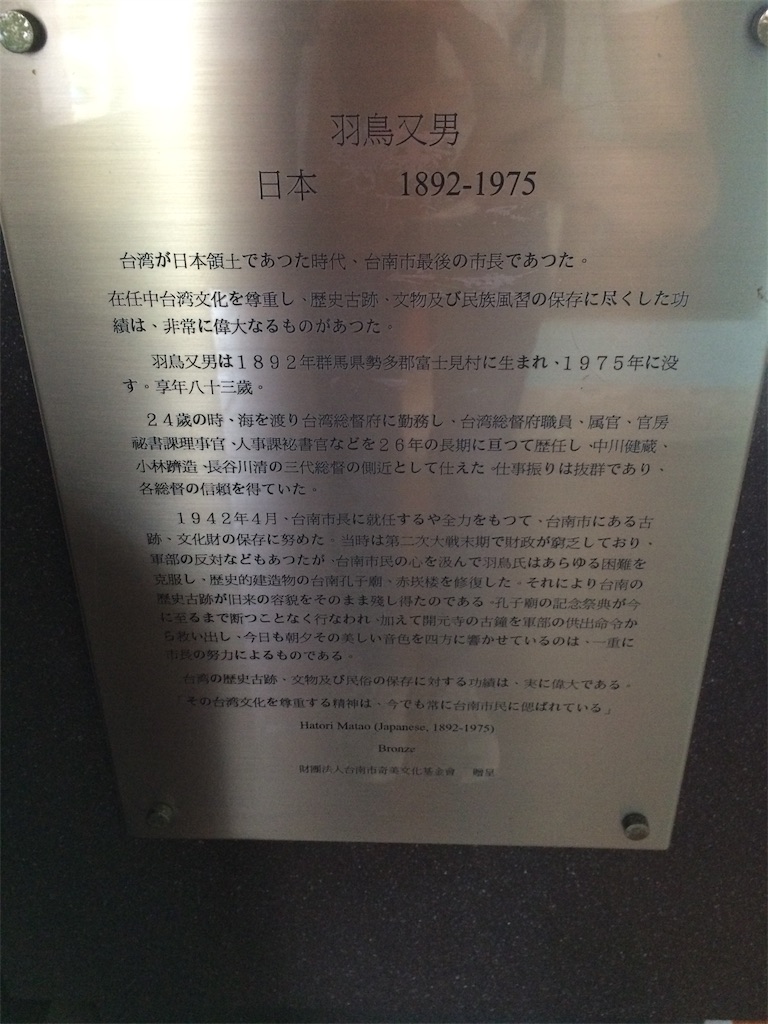 羽鳥又男
日本 1892-1975
台湾が日本領土であつた時代、台南市最後の市長であつた。
在任中台湾文化を尊重し、歴史古跡、文物及び民族風習の保存に尽くした功
績は、非常に偉大なるものがあつた。
羽鳥又男は1892年群馬県勢多郡富士見村に生まれ、1975年に没
す。享年八十三歳。
24歳の時、海を渡り台湾総督府に勤務し、台湾総督府職員、属官、官房
祕書課理事官、人事課祕書官などを26年の長期に亘つて歴任し、中川健蔵、
小林躋造、長谷川清の三代総督の側近として仕えた。仕事振りは抜群であり、
各総督の信頼を得ていた。
1942年4月、台南市長に就任するや全力をもつて、台南市にある古
跡、文化財の保存に努めた。当時は第二次大戦末期で財政が窮乏しており、
軍部の反対などもあつたが、台南市民の心を汲んで羽鳥氏はあらゆる困難を
克服し、歴史的建造物の台南孔子廟、赤崁楼を修復した。それにより台南の
歴史古跡が旧来の容貌をそのまま残し得たのである。孔子廟の記念祭典が今
に至るまで断つことなく行なわれ、加えて開元寺の古鐘を軍部の供出命令か
ら救い出し、今日も朝夕その美しい音色を四方に響かせているのは、一重に
市長の努力によるものである。
台湾の歴史古跡、文物及び民俗の保存に対する功績は、実に偉大である。
「その台湾文化を尊重する精神は、今でも常に台南市民に偲ばれている」
Hatori Matao (Japanese, 1892-1975)
Bronze
財團法人台南市奇美文化基金會 贈呈